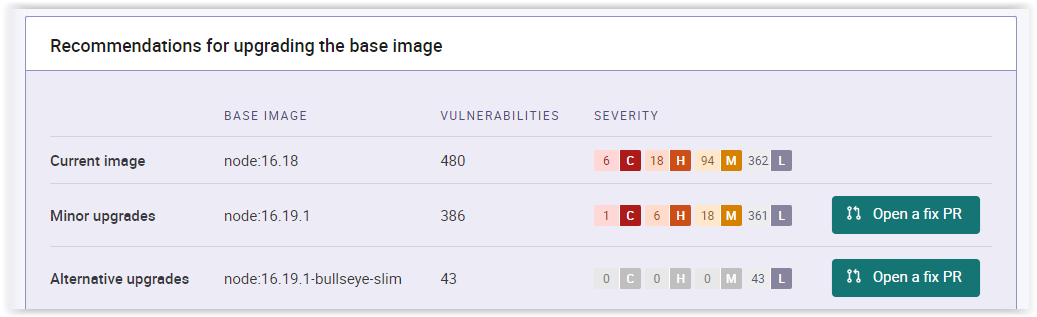 Recommendations for upgrading the base image
BASE IMAGE VULNERABILITIES SEVERITY
Current image node:16.18 480 6 C 18 H 94 M 362 L
Minor upgrades node:16.19.1 386 1 C 6 H 18 M 361 L Open a fix PR
Alternative upgrades node:16.19.1-bullseye-slim 43 0 C 0 H 0 M 43 L Open a fix PR